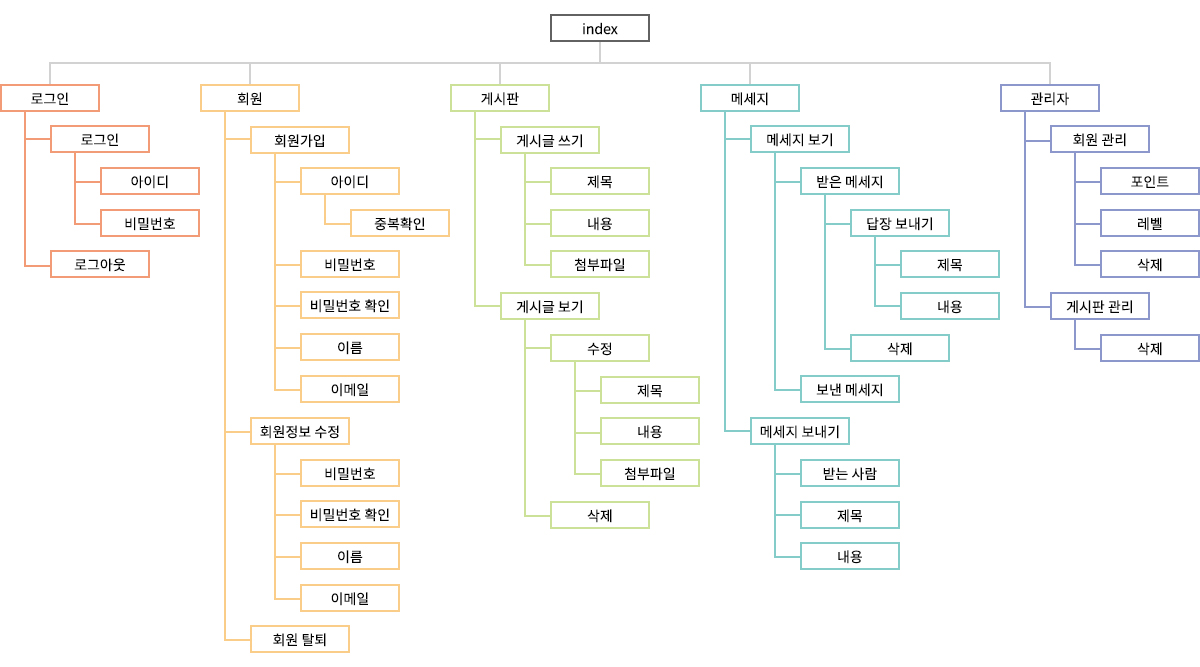 index
로그인
로그인
아이디
비밀번호
로그아웃
회원
회원가입
아이디
중복확인
비밀번호
비밀번호 확인
이름
이메일
회원정보 수정
비밀번호
비밀번호 확인
이름
이메일
회원 탈퇴
게시판
게시글 쓰기
제목
내용
첨부파일
게시글 보기
수정
제목
내용
첨부파일
삭제
메세지
메세지 보기
받은 메세지
답장 보내기
제목
내용
삭제
보낸 메세지
메세지 보내기
받는 사람
제목
내용
관리자
회원 관리
포인트
레벨
삭제
게시판 관리
삭제